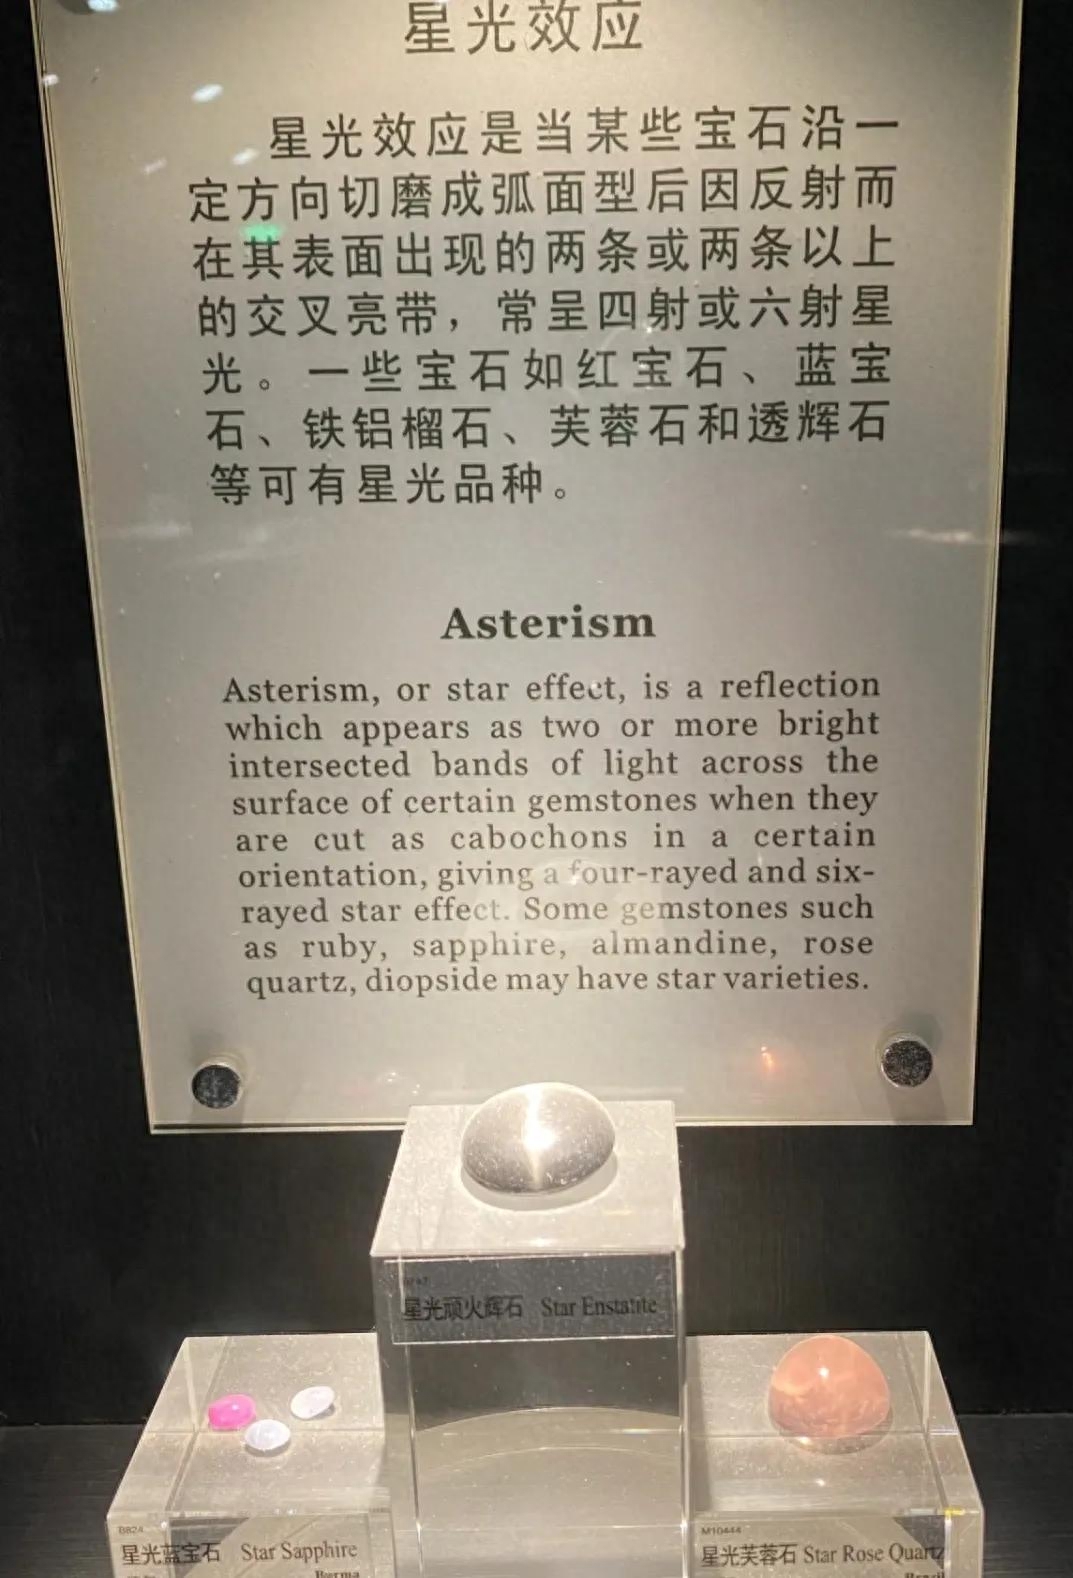 星光效应
星光效应是当某些宝石沿一
定方向切磨成弧面型后因反射而
在其表面出现的两条或两条以上
的交叉亮带，常呈四射或六射星
光。一些宝石如红宝石、蓝宝
石、铁铝榴石、芙蓉石和透辉石
等可有星光品种。
Asterism
Asterism, or star effect, is a reflection
which appears as two or more bright
intersected bands of light across the
surface of certain gemstones when they
are cut as cabochons in a certain
orientation, giving a four-rayed and six-
rayed star effect. Some gemstones such
as ruby, sapphire, almandine, rose
quartz, diopside may have star varieties.
星光顽火辉石 Star Enstatite
B824
星光蓝宝石 Star Sapphire
Burma
M10444
星光芙蓉石 Star Rose Quartz
Brazil